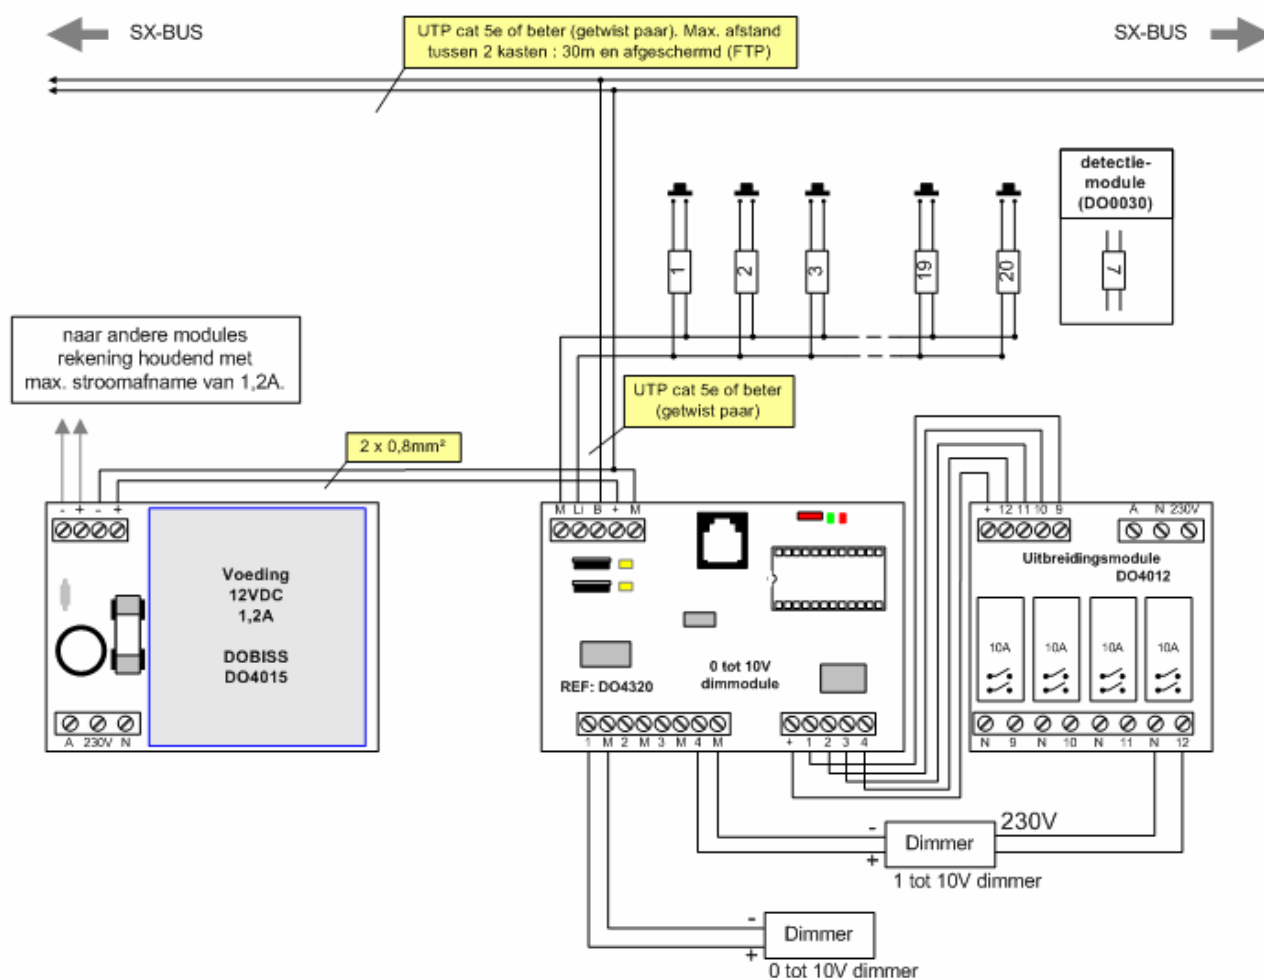 SX-BUS
UTP cat 5e of beter (getwist paar). Max. afstand
tussen 2 kasten : 30m en afgeschermd (FTP)
SX-BUS
detectie-
module
(DO0030)
7
1
2
3
19
20
naar andere modules
rekening houdend met
max. stroomafname van 1,2A.
UTP cat 5e of beter
(getwist paar)
2 x 0,8mm²
- + - +
Voeding
12VDC
1,2A
DOBISS
DO4015
A 230V N
M LI B + M
REF: DO4320
0 tot 10V
dimmodule
1 M 2 M 3 M 4 M
+ 1 2 3 4
+ 12 11 10 9
A N 230V
Uitbreidingsmodule
DO4012
10A 10A 10A 10A
N 9 N 10 N 11 N 12
-
+
Dimmer
230V
1 tot 10V dimmer
-
+
Dimmer
0 tot 10V dimmer